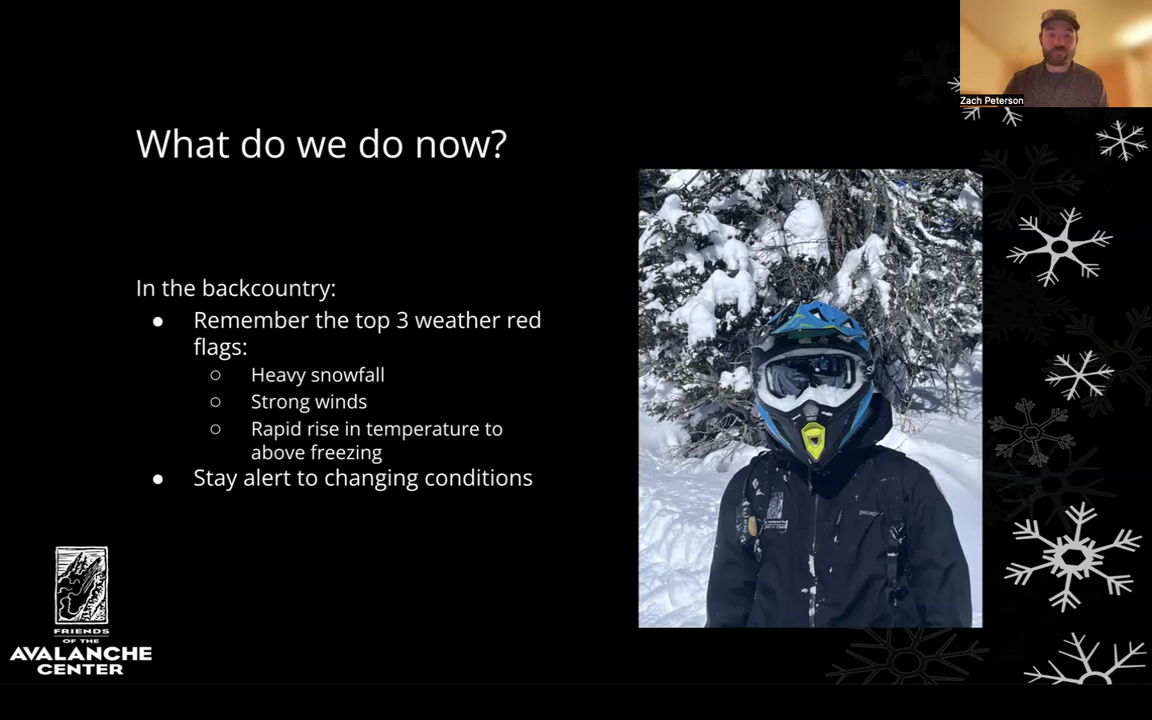 Zach Peterson
What do we do now?
In the backcountry:
● Remember the top 3 weather red
flags:
○ Heavy snowfall
○ Strong winds
○ Rapid rise in temperature to
above freezing
● Stay alert to changing conditions
FRIENDS
OF THE
AVALANCHE
CENTER